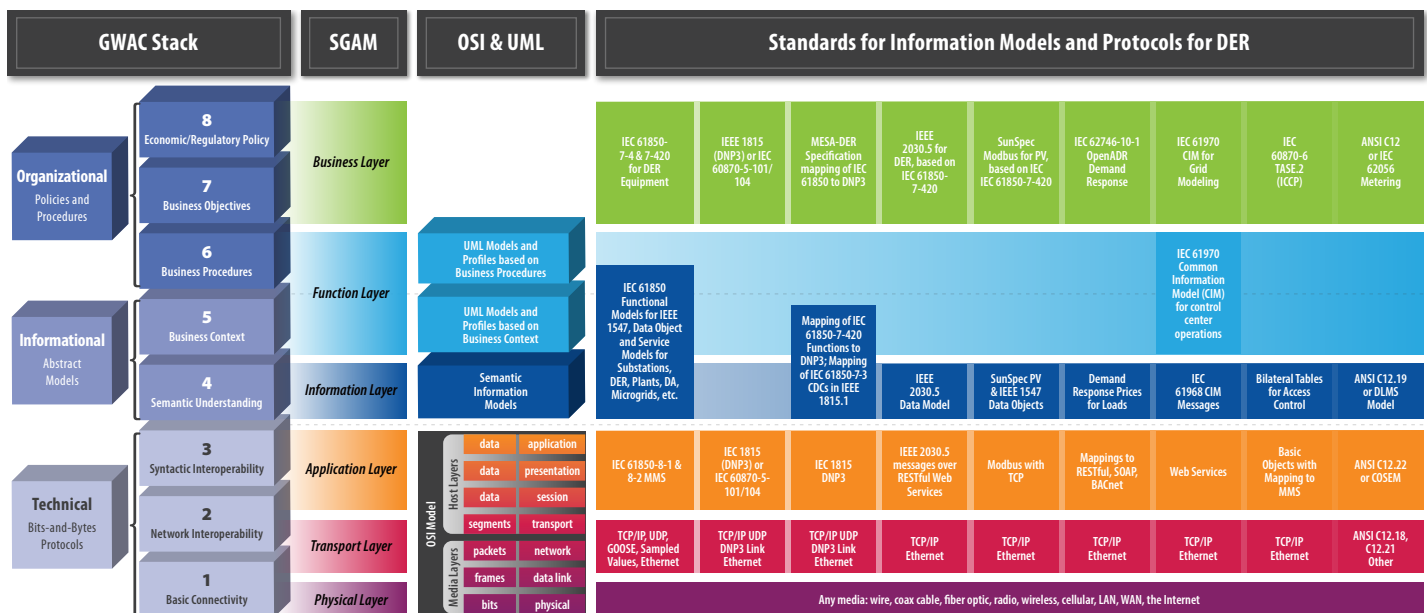 GWAC Stack
SGAM
OSI & UML
Standards for Information Models and Protocols for DER
Organizational
Policies and
Procedures
Informational
Abstract
Models
Technical
Bits-and-Bytes
Protocols
8
Economic/Regulatory Policy
7
Business Objectives
6
Business Procedures
5
Business Context
4
Semantic Understanding
3
Syntactic Interoperability
2
Network Interoperability
1
Basic Connectivity
Business Layer
Function Layer
Information Layer
Application Layer
Transport Layer
Physical Layer
UML Models and
Profiles based on
Business Procedures
UML Models and
Profiles based on
Business Context
Semantic
Information
Models
OSI Model
Host Layers
Media Layers
data application
data presentation
data session
segments transport
packets network
frames data link
bits physical
IEC 61850-
7-4 & 7-420
for DER
Equipment
IEEE 1815
(DNP3) or IEC
60870-5-101/
104
MESA-DER
Specification
mapping of IEC
61850 to DNP3
IEEE
2030.5 for
DER, based on
IEC 61850-
7-420
SunSpec
Modbus for PV,
based on IEC
IEC 61850-7-420
IEC 62746-10-1
OpenADR
Demand
Response
IEC 61970
CIM for
Grid
Modeling
IEC
60870-6
TASE.2
(ICCP)
ANSI C12
or IEC
62056
Metering
IEC 61850
Functional
Models for IEEE
1547, Data Object
and Service
Models for
Substations,
DER, Plants, DA,
Microgrids, etc.
Mapping of IEC
61850-7-420
Functions to
DNP3; Mapping
of IEC 61850-7-3
CDCs in IEEE
1815.1
IEC 61970
Common
Information
Model (CIM)
for control
center
operations
IEEE
2030.5
Data Model
SunSpec PV
& IEEE 1547
Data Objects
Demand
Response Prices
for Loads
IEC
61968 CIM
Messages
Bilateral Tables
for Access
Control
ANSI C12.19
or DLMS
Model
IEC 61850-8-1 &
8-2 MMS
IEC 1815
(DNP3) or
IEC 60870-5-
101/104
IEC 1815
DNP3
IEEE 2030.5
messages over
RESTful Web
Services
Modbus with
TCP
Mappings to
RESTful, SOAP,
BACnet
Web Services
Basic
Objects with
Mapping to
MMS
ANSI C12.22
or COSEM
TCP/IP, UDP,
GOOSE, Sampled
Values, Ethernet
TCP/IP UDP
DNP3 Link
Ethernet
TCP/IP UDP
DNP3 Link
Ethernet
TCP/IP
Ethernet
TCP/IP
Ethernet
TCP/IP
Ethernet
TCP/IP
Ethernet
TCP/IP
Ethernet
ANSI C12.18,
C12.21
Other
Any media: wire, coax cable, fiber optic, radio, wireless, cellular, LAN, WAN, the Internet